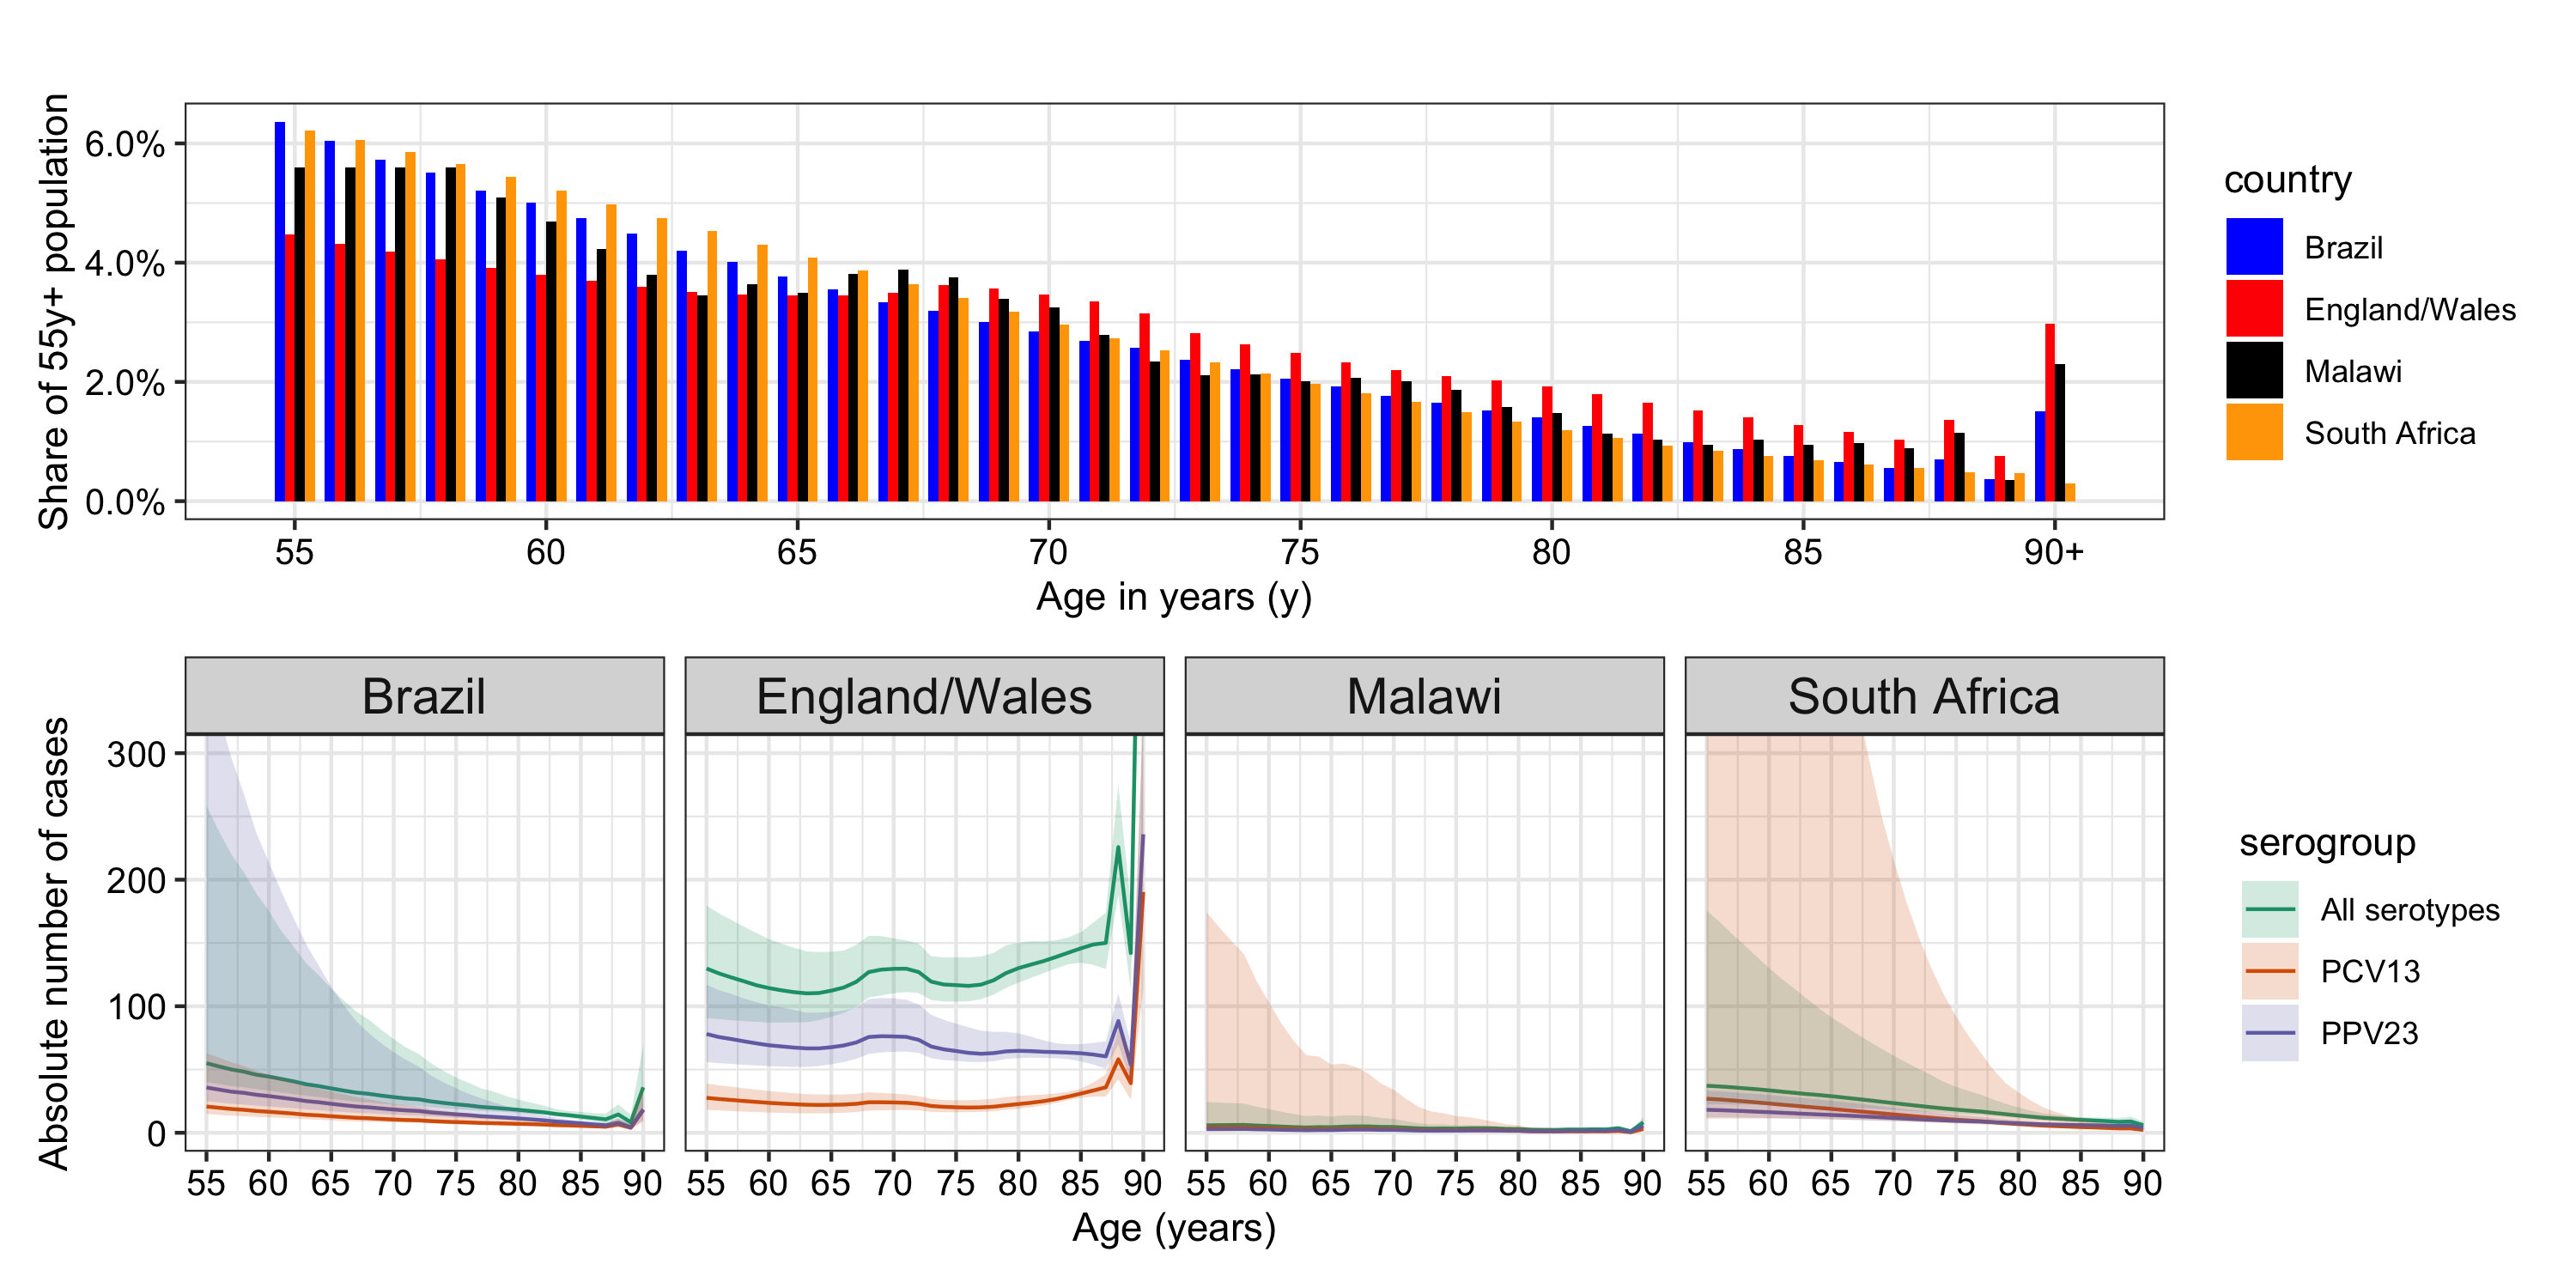 Share of 55y+ population
6.0%
4.0%
2.0%
0.0%
55 60 65 70 75 80 85 90+
Age in years (y)
country
Brazil
England/Wales
Malawi
South Africa
Brazil England/Wales Malawi South Africa
Absolute number of cases
300
200
100
0
55 60 65 70 75 80 85 90 55 60 65 70 75 80 85 90 55 60 65 70 75 80 85 90 55 60 65 70 75 80 85 90
Age (years)
serogroup
All serotypes
PCV13
PPV23